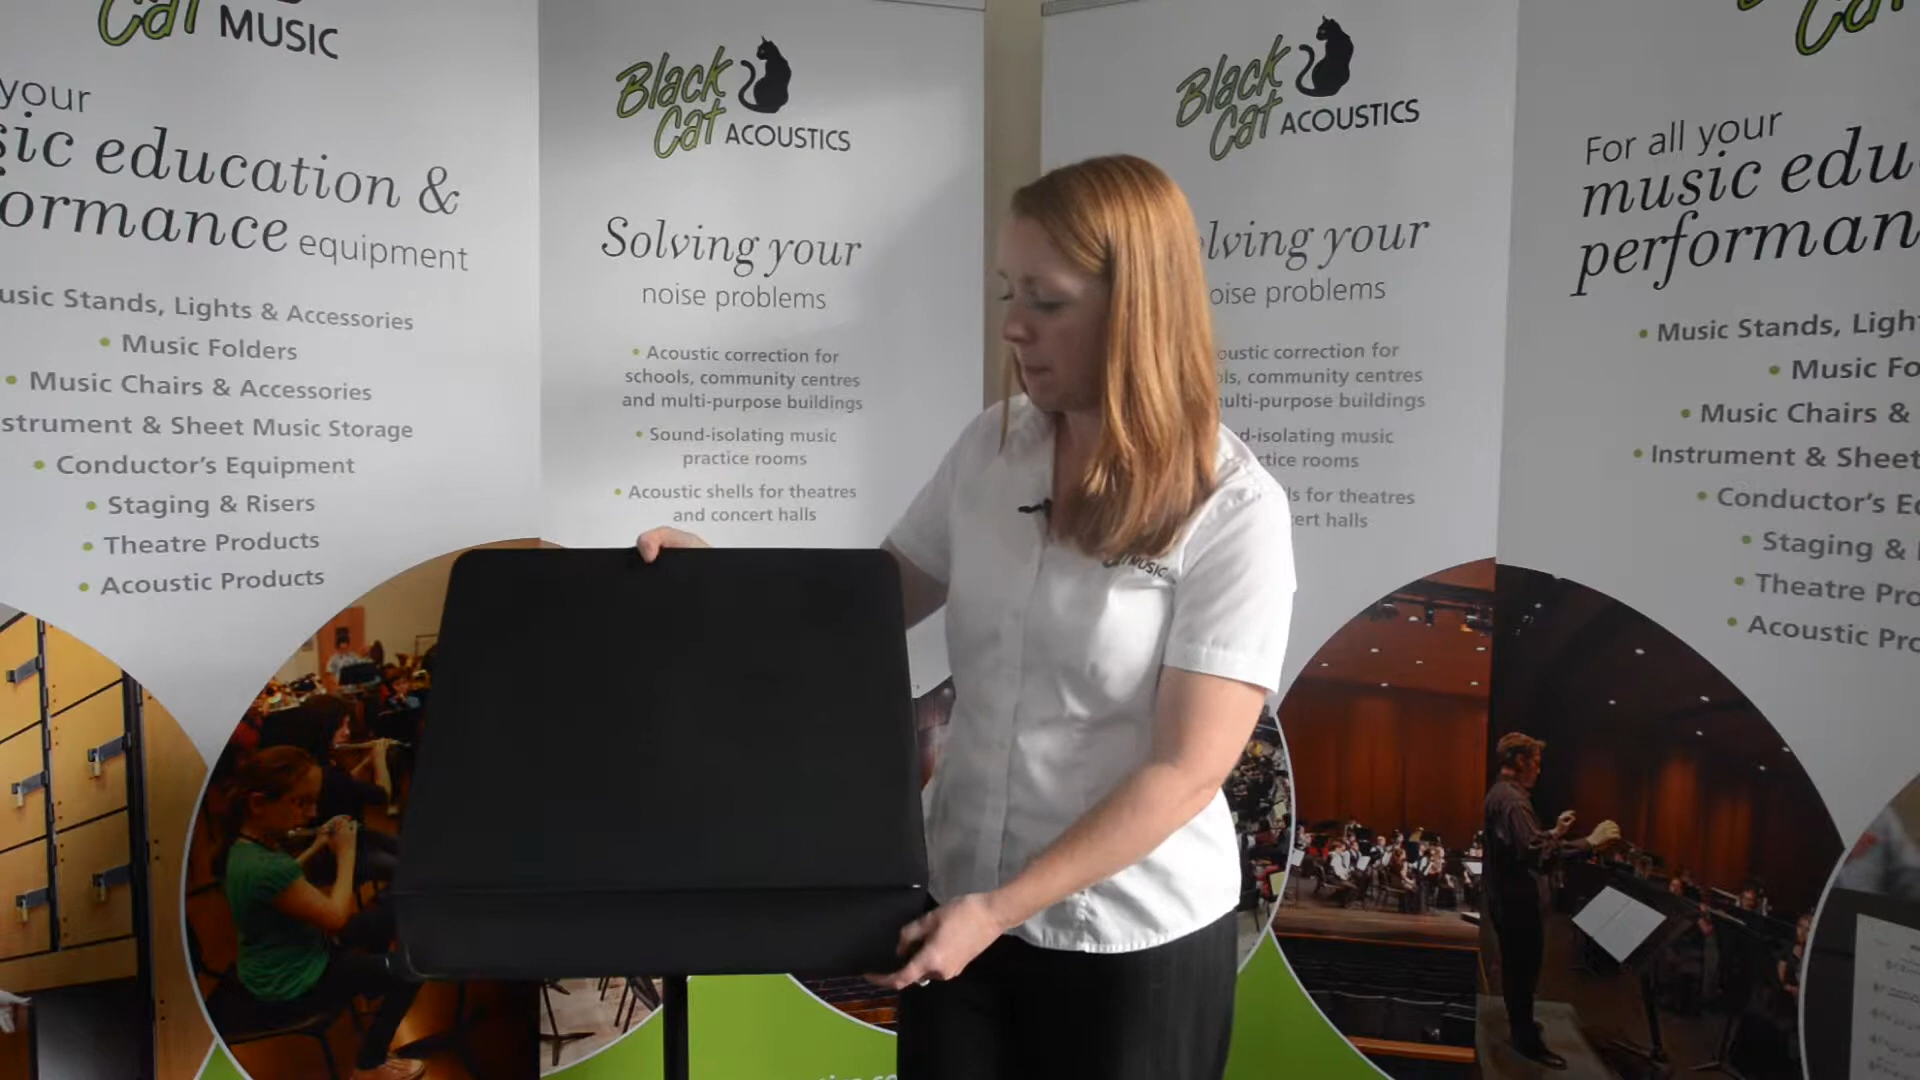 Cat MUSIC
your
sic education &
ormance equipment
usic Stands, Lights & Accessories
• Music Folders
• Music Chairs & Accessories
strument & Sheet Music Storage
• Conductor's Equipment
• Staging & Risers
• Theatre Products
• Acoustic Products
Black
Cat ACOUSTICS
Solving your
noise problems
• Acoustic correction for
schools, community centres
and multi-purpose buildings
• Sound-isolating music
practice rooms
• Acoustic shells for theatres
and concert halls
Black
Cat ACOUSTICS
lving your
oise problems
oustic correction for
ols, community centres
ulti-purpose buildings
d-isolating music
ctice rooms
ls for theatres
cert halls
MUSIC
For all your
music edu
performan
• Music Stands, Ligh
• Music Fo
• Music Chairs &
• Instrument & Sheet
• Conductor's E
• Staging &
• Theatre Pro
• Acoustic Pro